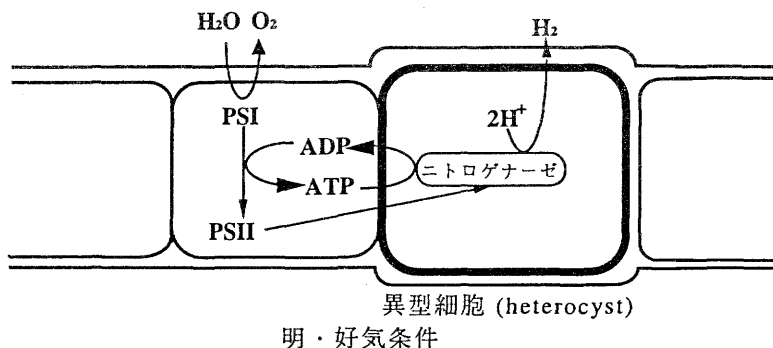 H₂O O₂
H₂
PSI
2H⁺
ADP
ニトロゲナーゼ
ATP
PSII
異型細胞 (heterocyst)
明・好気条件